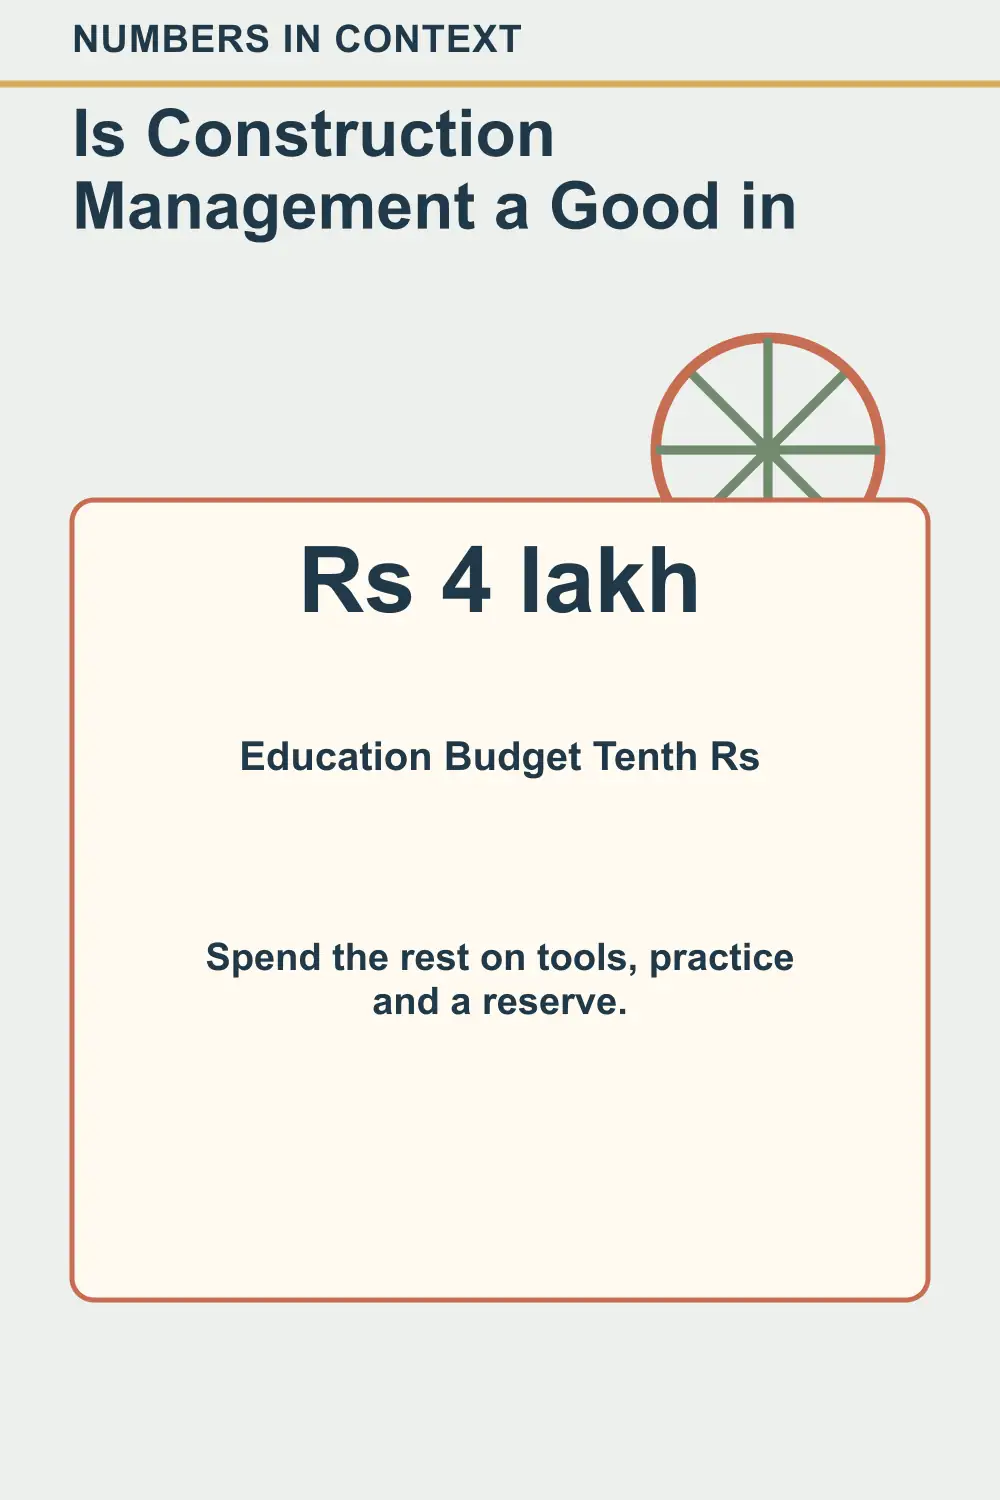 NUMBERS IN CONTEXT
Is Construction
Management a Good in
Rs 4 lakh
Education Budget Tenth Rs
Spend the rest on tools, practice
and a reserve.